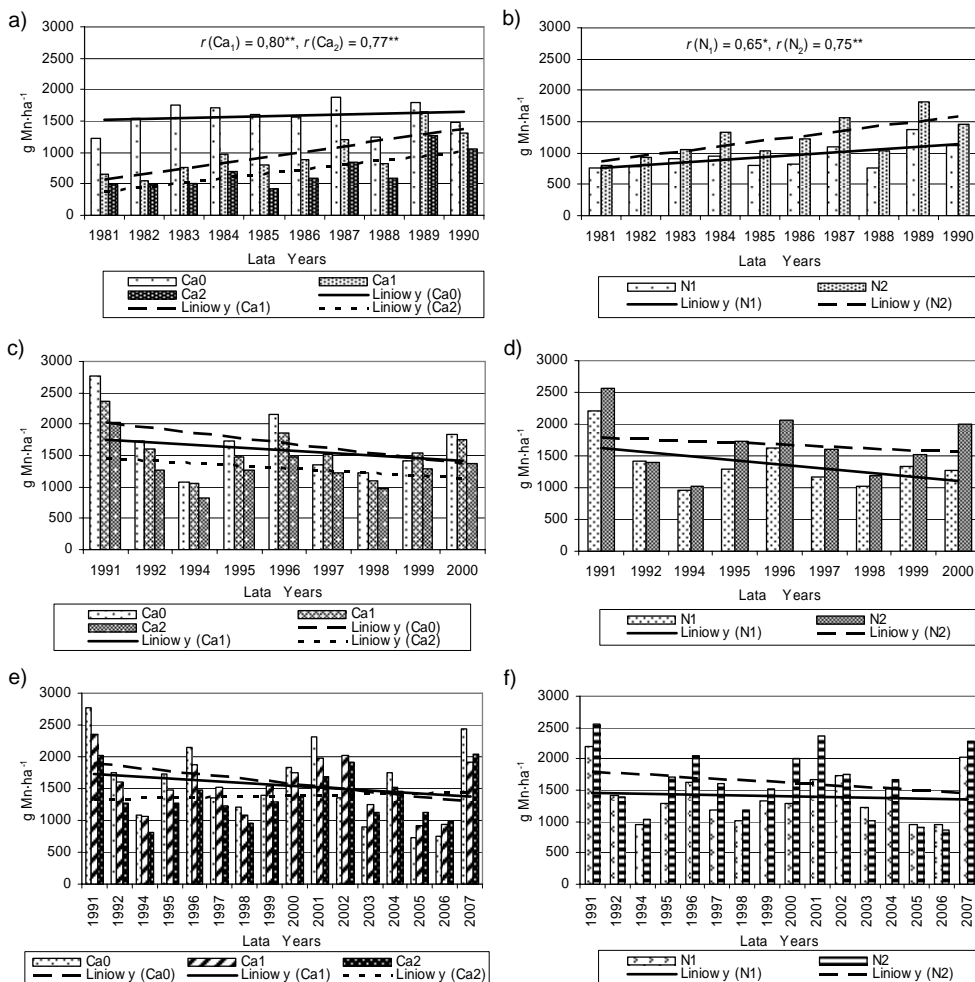 a)
r (Ca1) = 0,80**, r (Ca2) = 0,77**
g Mn·ha-1
3000
2500
2000
1500
1000
500
0
1981 1982 1983 1984 1985 1986 1987 1988 1989 1990
Lata Years
Ca0 Ca1
Ca2 Liniow y (Ca0)
Liniow y (Ca1) Liniow y (Ca2)
b)
r (N1) = 0,65*, r (N2) = 0,75**
g Mn·ha-1
3000
2500
2000
1500
1000
500
0
1981 1982 1983 1984 1985 1986 1987 1988 1989 1990
Lata Years
N1 N2
Liniow y (N1) Liniow y (N2)
c)
g Mn·ha-1
3000
2500
2000
1500
1000
500
0
1991 1992 1994 1995 1996 1997 1998 1999 2000
Lata Years
Ca0 Ca1
Ca2 Liniow y (Ca0)
Liniow y (Ca1) Liniow y (Ca2)
d)
g Mn·ha-1
3000
2500
2000
1500
1000
500
0
1991 1992 1994 1995 1996 1997 1998 1999 2000
Lata Years
N1 N2
Liniow y (N1) Liniow y (N2)
e)
g Mn·ha-1
3000
2500
2000
1500
1000
500
0
1991 1992 1994 1995 1996 1997 1998 1999 2000 2001 2002 2003 2004 2005 2006 2007
Lata Years
Ca0 Ca1 Ca2
Liniow y (Ca0) Liniow y (Ca1) Liniow y (Ca2)
f)
g Mn·ha-1
3000
2500
2000
1500
1000
500
0
1991 1992 1994 1995 1996 1997 1998 1999 2000 2001 2002 2003 2004 2005 2006 2007
Lata Years
N1 N2
Liniow y (N1) Liniow y (N2)